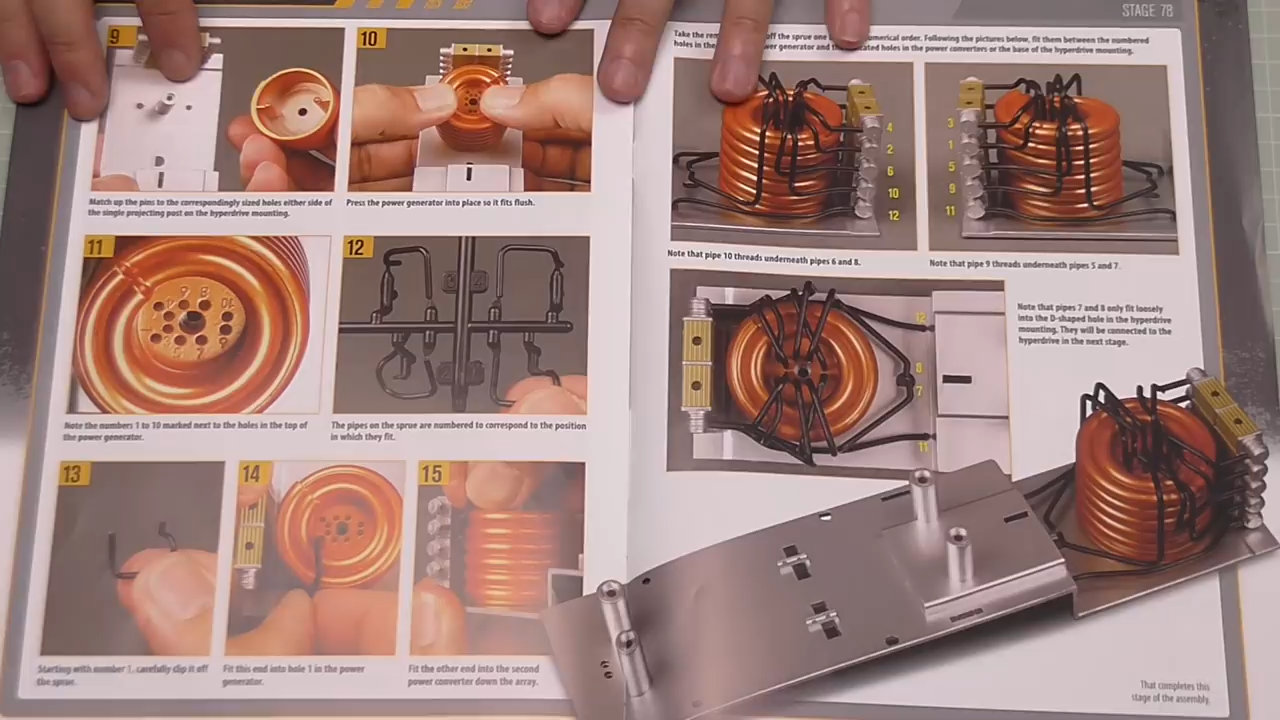 STAGE 78
9
10
Match up the pins to the correspondingly sized holes either side of
the single projecting post on the hyperdrive mounting.
Press the power generator into place so it fits flush.
11
12
Note the numbers 1 to 10 marked next to the holes in the top of
the power generator.
The pipes on the sprue are numbered to correspond to the position
in which they fit.
13
14
15
Starting with number 1, carefully clip it off
the sprue.
Fit this end into hole 1 in the power
generator.
Fit the other end into the second
power converter down the array.
Take the off the sprue one numerical order. Following the pictures below, fit them between the numbered
holes in the power generator and the holes in the power converters or the base of the hyperdrive mounting.
4
2
6
10
12
3
1
5
9
11
Note that pipe 10 threads underneath pipes 6 and 8.
Note that pipe 9 threads underneath pipes 5 and 7.
12
8
7
11
Note that pipes 7 and 8 only fit loosely
into the D-shaped hole in the hyperdrive
mounting. They will be connected to the
hyperdrive in the next stage.
That completes this
stage of the assembly.